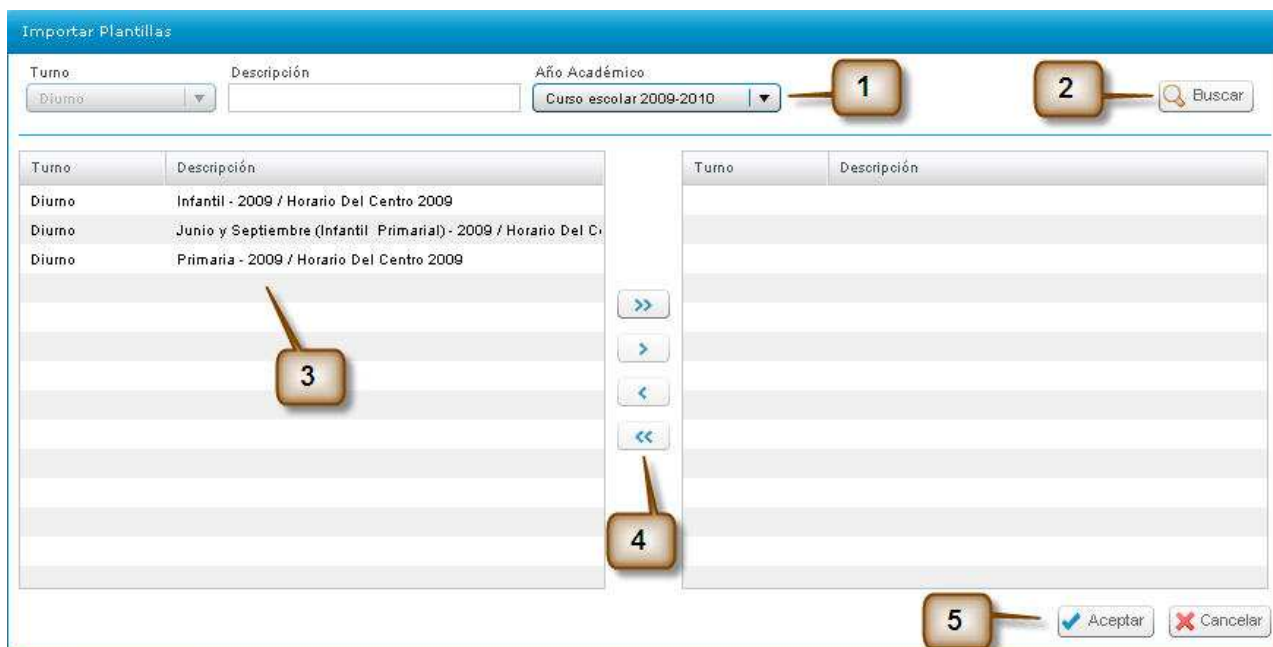 Importar Plantillas
Turno Descripción Año Académico
Diurno Curso escolar 2009-2010 1 2 Buscar
Turno Descripción Turno Descripción
Diurno Infantil - 2009 / Horario Del Centro 2009
Diurno Junio y Septiembre (Infantil Primarial) - 2009 / Horario Del C
Diurno Primaria - 2009 / Horario Del Centro 2009
>>
>
3
<
<<
4
5 Aceptar Cancelar